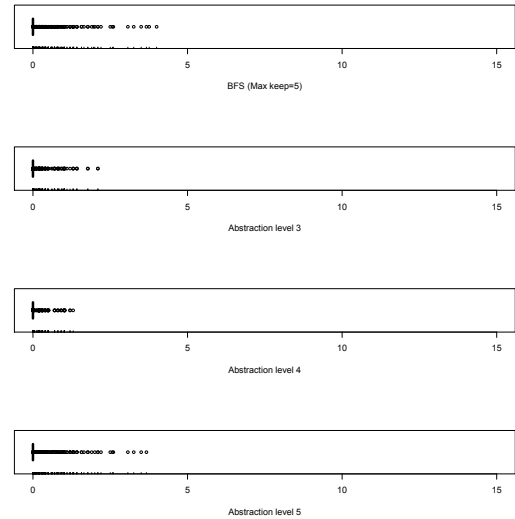 0 5 10 15
BFS (Max keep=5)
0 5 10 15
Abstraction level 3
0 5 10 15
Abstraction level 4
0 5 10 15
Abstraction level 5